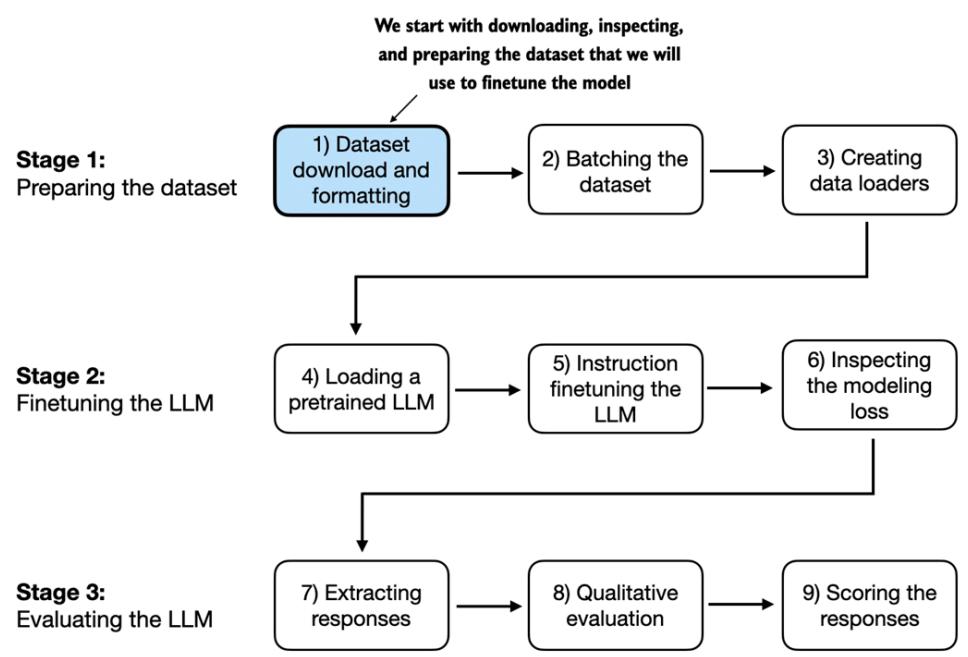 We start with downloading, inspecting,
and preparing the dataset that we will
use to finetune the model
Stage 1:
Preparing the dataset
1) Dataset
download and
formatting
2) Batching the
dataset
3) Creating
data loaders
Stage 2:
Finetuning the LLM
4) Loading a
pretrained LLM
5) Instruction
finetuning the
LLM
6) Inspecting
the modeling
loss
Stage 3:
Evaluating the LLM
7) Extracting
responses
8) Qualitative
evaluation
9) Scoring the
responses